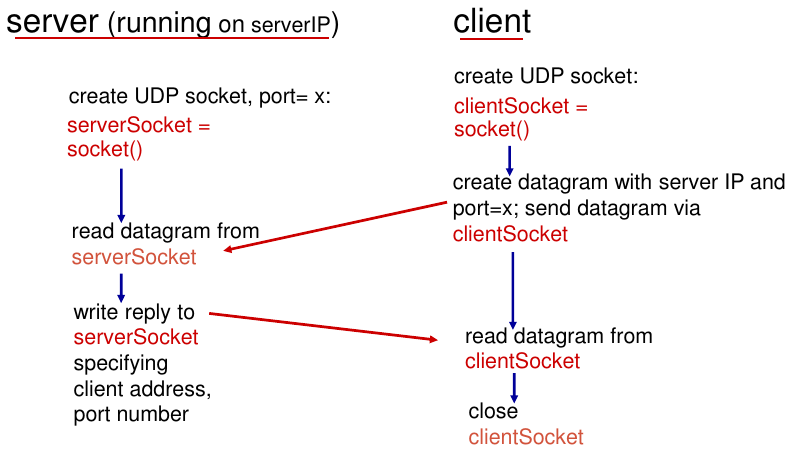 server (running on serverIP)
create UDP socket, port= x:
serverSocket =
socket()
read datagram from
serverSocket
write reply to
serverSocket
specifying
client address,
port number
client
create UDP socket:
clientSocket =
socket()
create datagram with server IP and
port=x; send datagram via
clientSocket
read datagram from
clientSocket
close
clientSocket